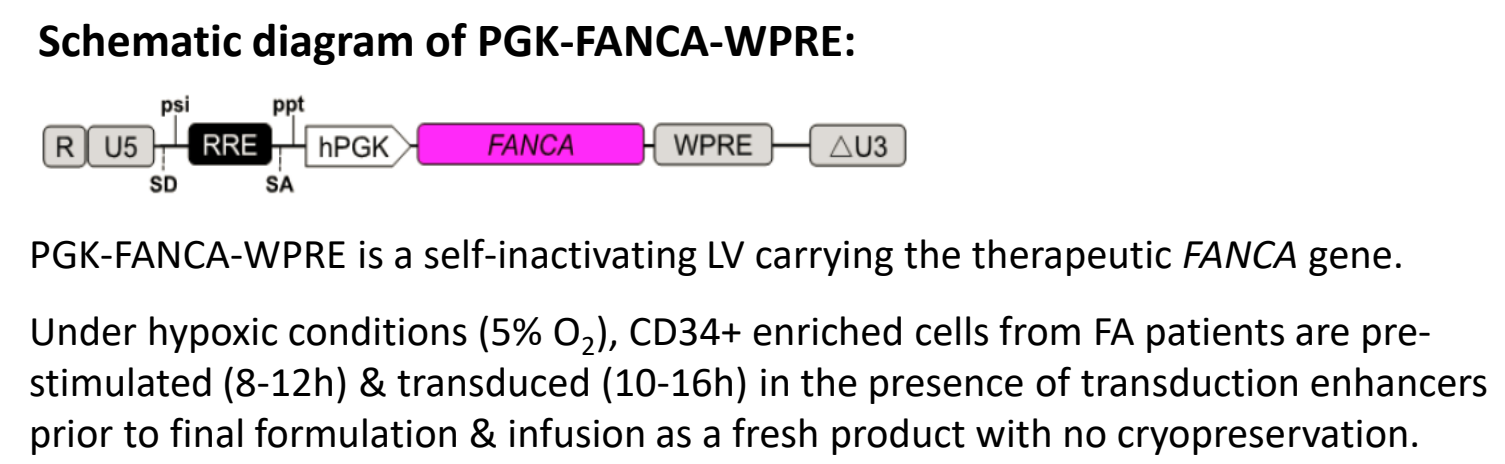 Schematic diagram of PGK-FANCA-WPRE:
psi ppt
R U5 RRE hPGK FANCA WPRE △U3
SD SA
PGK-FANCA-WPRE is a self-inactivating LV carrying the therapeutic FANCA gene.
Under hypoxic conditions (5% O₂), CD34+ enriched cells from FA patients are pre-
stimulated (8-12h) & transduced (10-16h) in the presence of transduction enhancers
prior to final formulation & infusion as a fresh product with no cryopreservation.